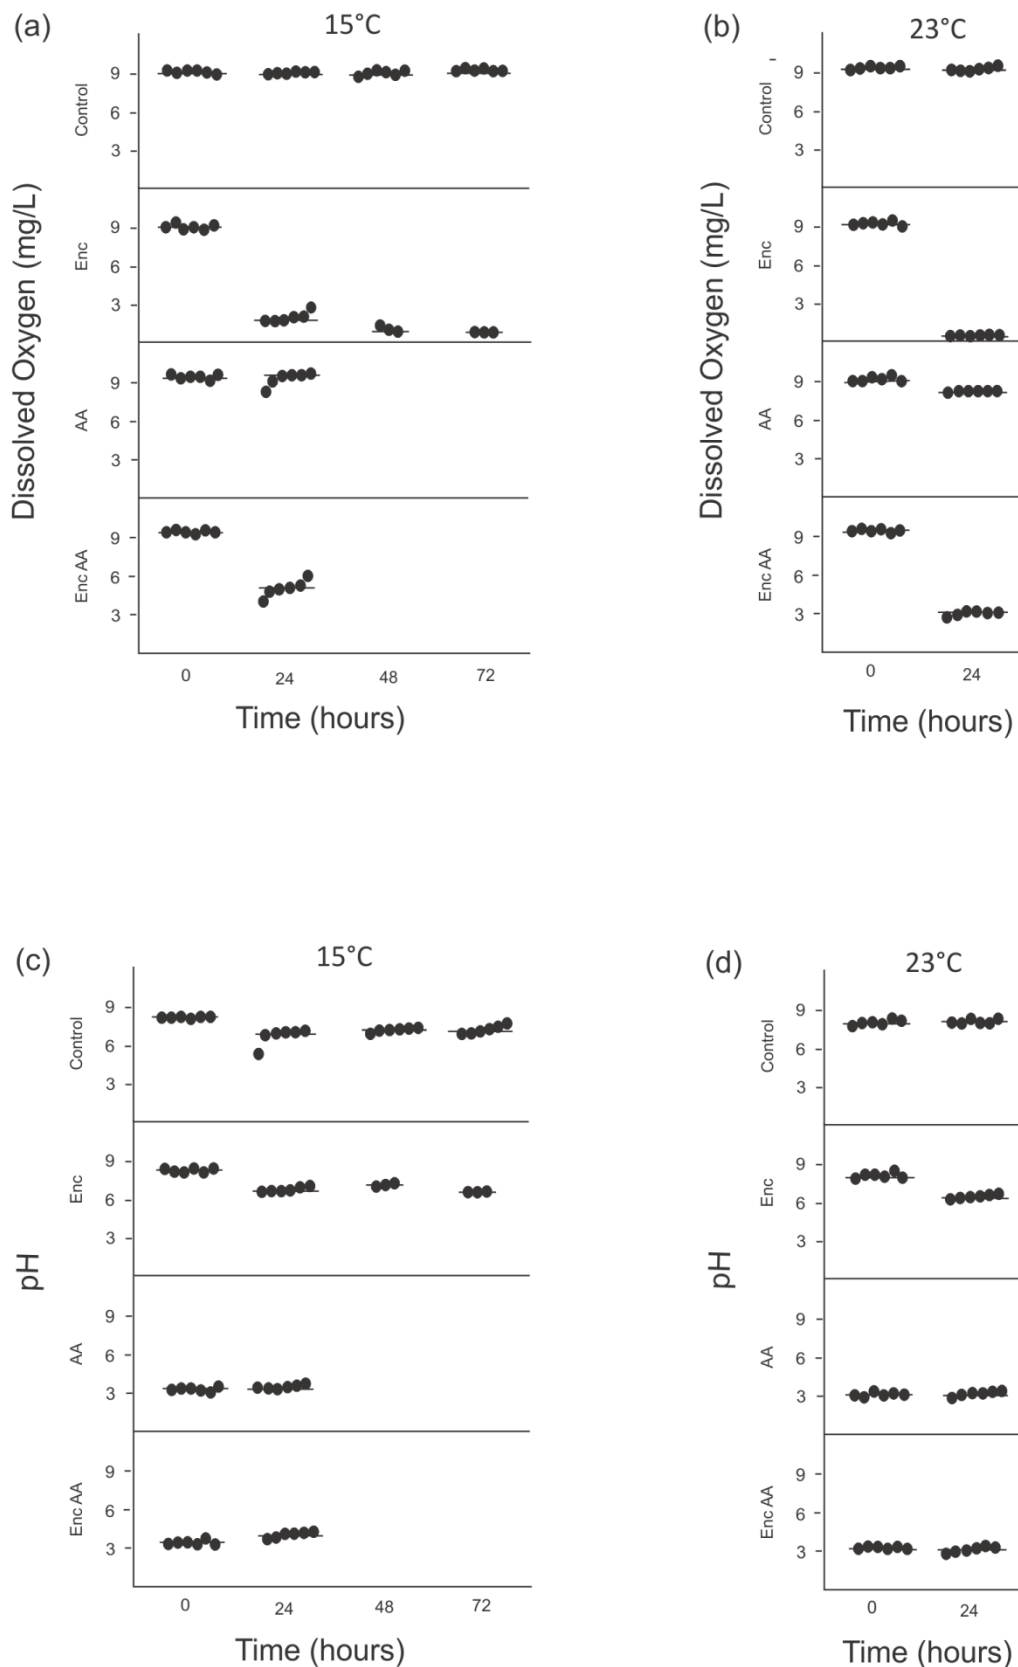 (a)
15°C
Dissolved Oxygen (mg/L)
Control
9
6
3
Enc
9
6
3
AA
9
6
3
Enc AA
9
6
3
0
24
48
72
Time (hours)
(b)
23°C
Dissolved Oxygen (mg/L)
Control
9
6
3
Enc
9
6
3
AA
9
6
3
Enc AA
9
6
3
0
24
Time (hours)
(c)
15°C
pH
Control
9
6
3
Enc
9
6
3
AA
9
6
3
Enc AA
9
6
3
0
24
48
72
Time (hours)
(d)
23°C
pH
Control
9
6
3
Enc
9
6
3
AA
9
6
3
Enc AA
9
6
3
0
24
Time (hours)